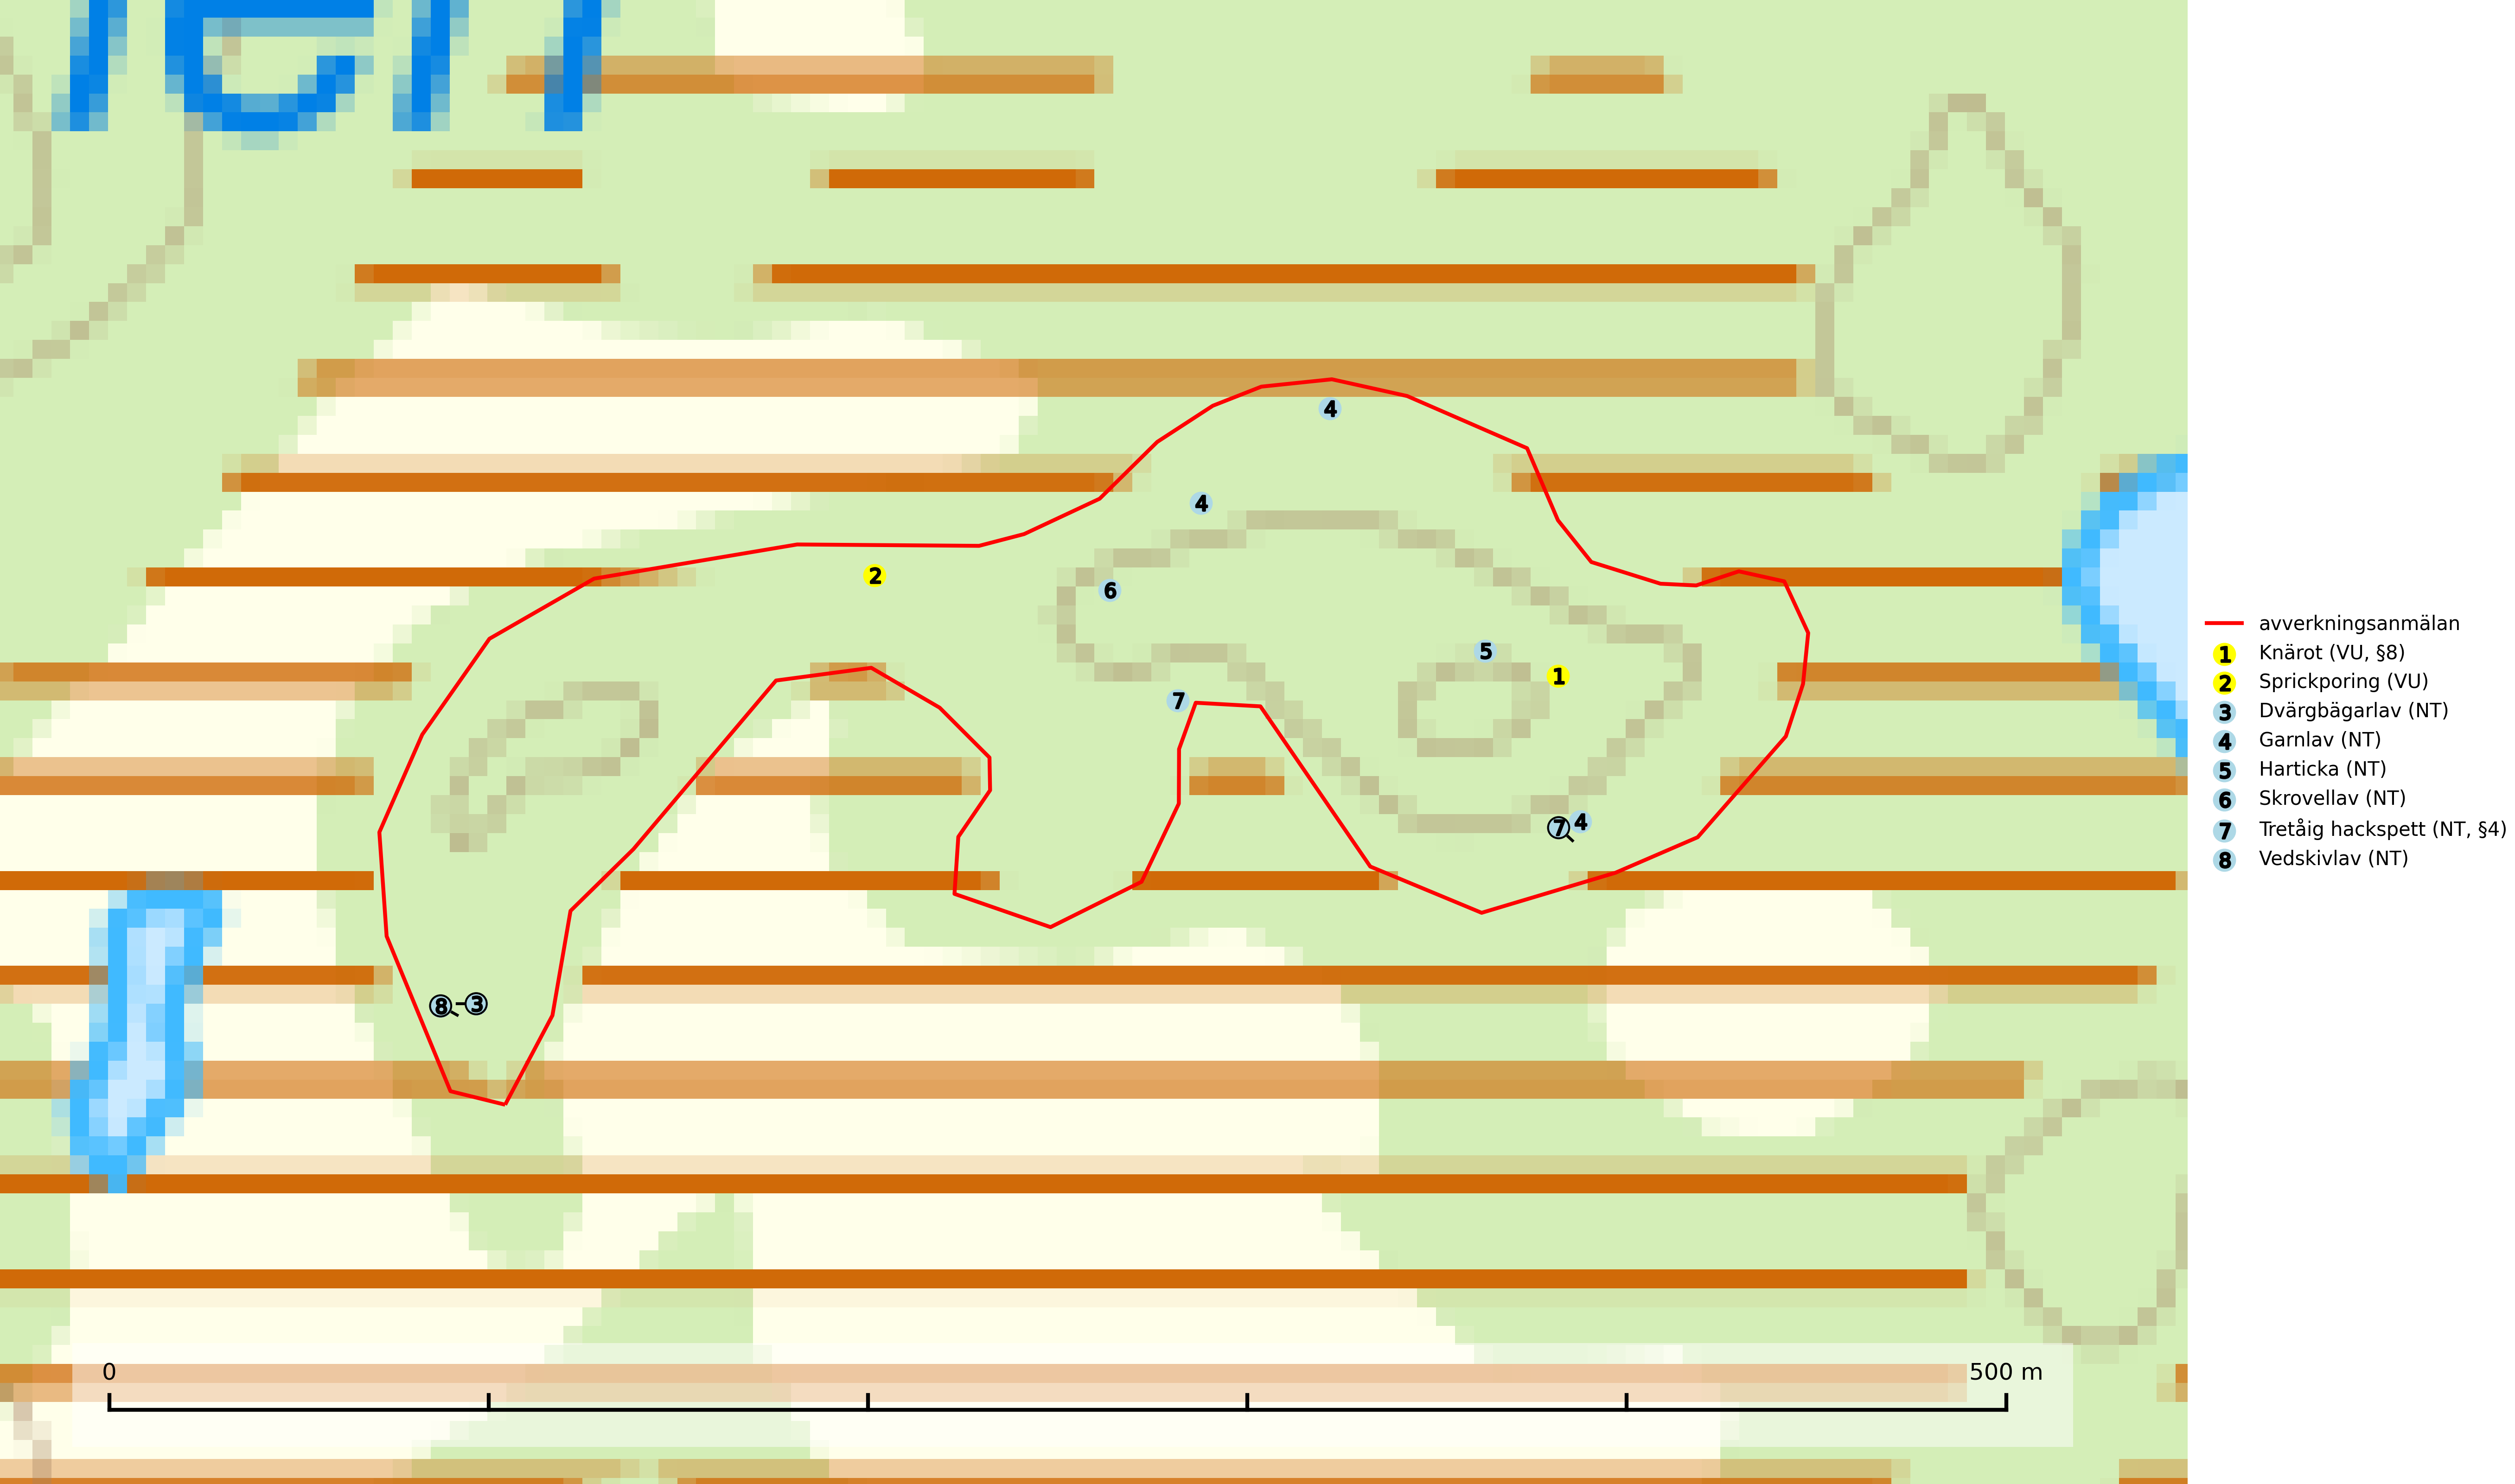 4
4
2
6
5
1
7
7
4
8
3
avverkningsanmälan
1 Knärot (VU, §8)
2 Sprickporing (VU)
3 Dvärgbägarlav (NT)
4 Garnlav (NT)
5 Harticka (NT)
6 Skrovellav (NT)
7 Tretåig hackspett (NT, §4)
8 Vedskivlav (NT)
0
500 m